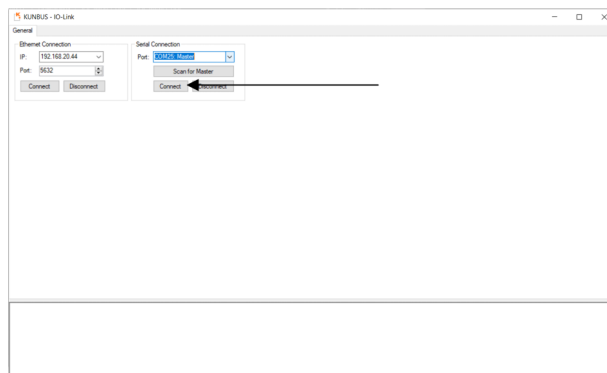 KUNBUS - IO-Link
General
Ethernet Connection
IP: 192.168.20.44
Port: 5632
Connect Disconnect
Serial Connection
Port: COM25: Master
Scan for Master
Connect Disconnect